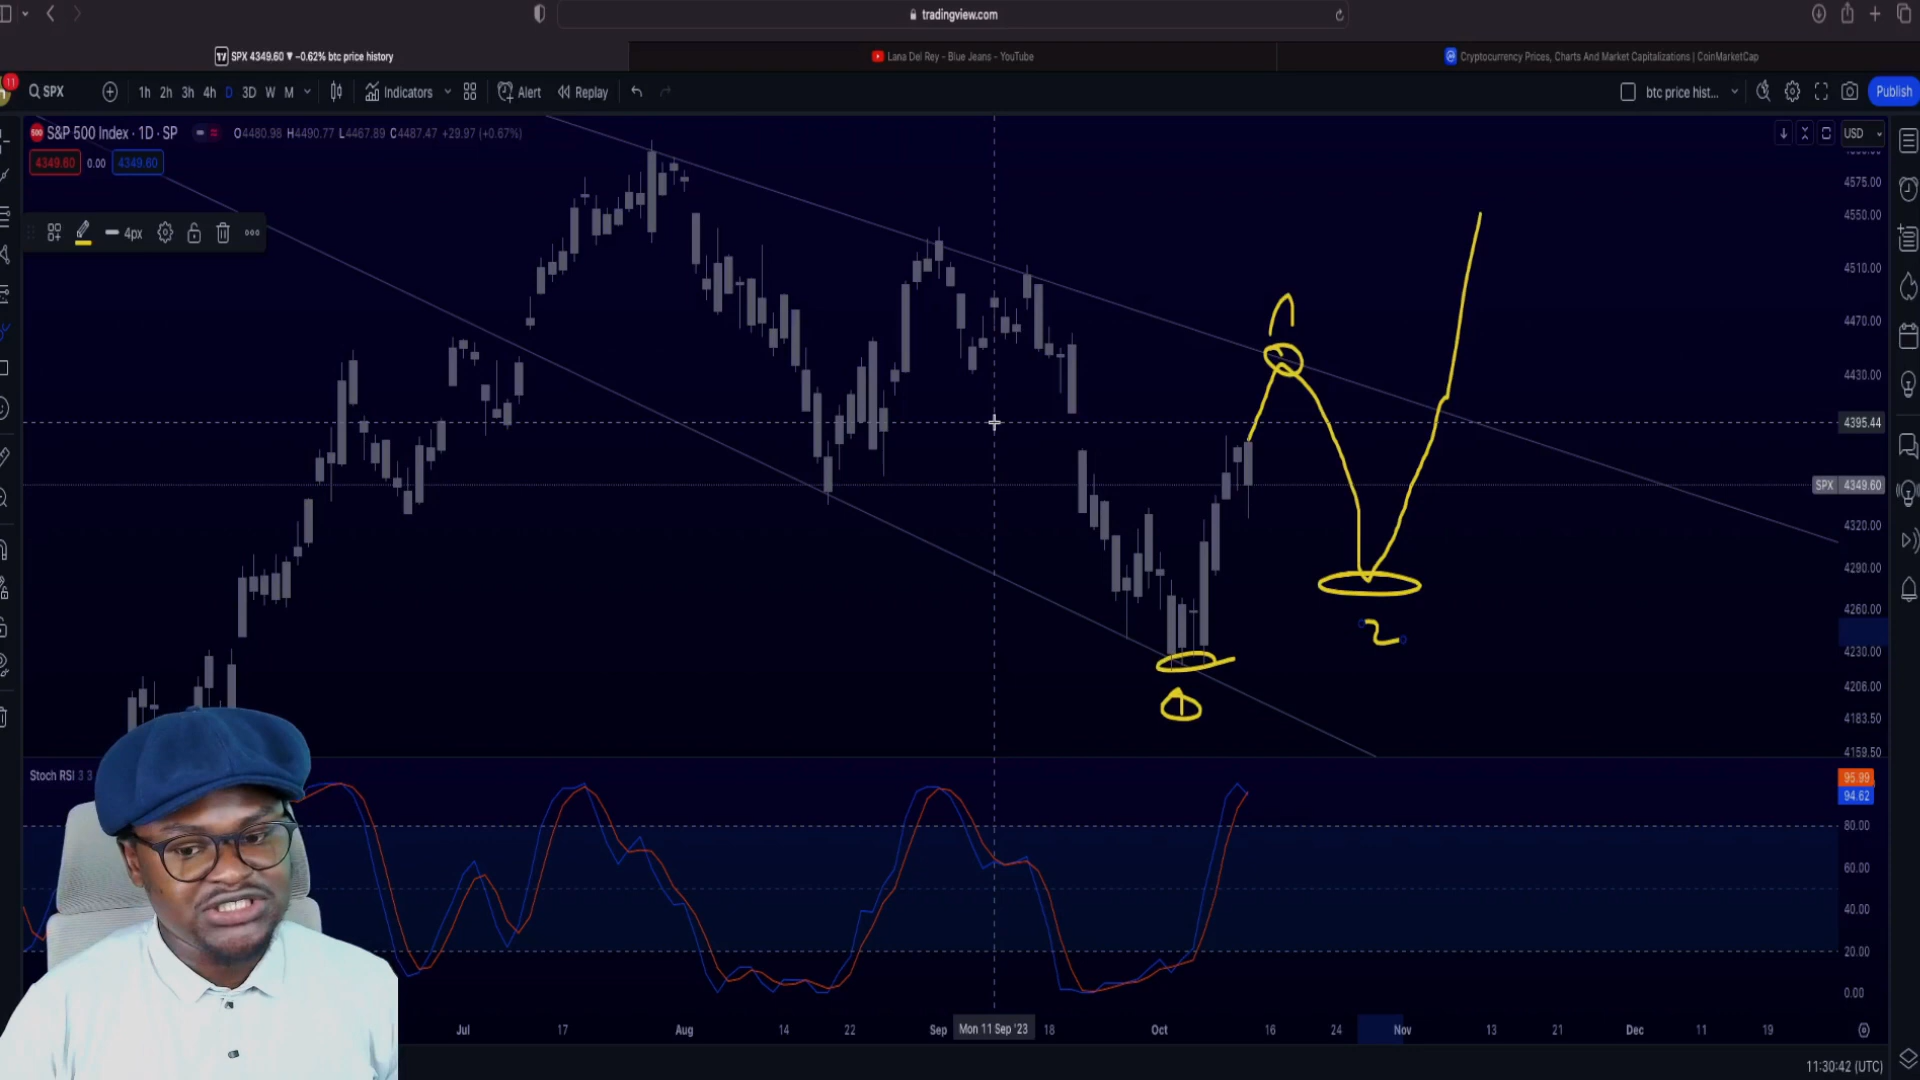 tradingview.com
SPX 4349.60 ▼ −0.62% btc price history
Lana Del Rey - Blue Jeans - YouTube
Cryptocurrency Prices, Charts And Market Capitalizations | CoinMarketCap
11
SPX 1h 2h 3h 4h D 3D W M Indicators Alert Replay btc price hist... Publish
500 S&P 500 Index · 1D · SP O4480.98 H4490.77 L4467.89 C4487.47 +29.97 (+0.67%) USD
4349.60 0.00 4349.60
4px
4575.00
4550.00
4510.00
4470.00
4430.00
4395.44
SPX 4349.60
4320.00
4290.00
4260.00
4230.00
4206.00
4183.50
4159.50
1
2
Stoch RSI 3 3
95.99
94.62
80.00
60.00
40.00
20.00
0.00
Jul 17 Aug 14 22 Sep Mon 11 Sep '23 18 Oct 16 24 Nov 13 21 Dec 11 19
11:30:42 (UTC)